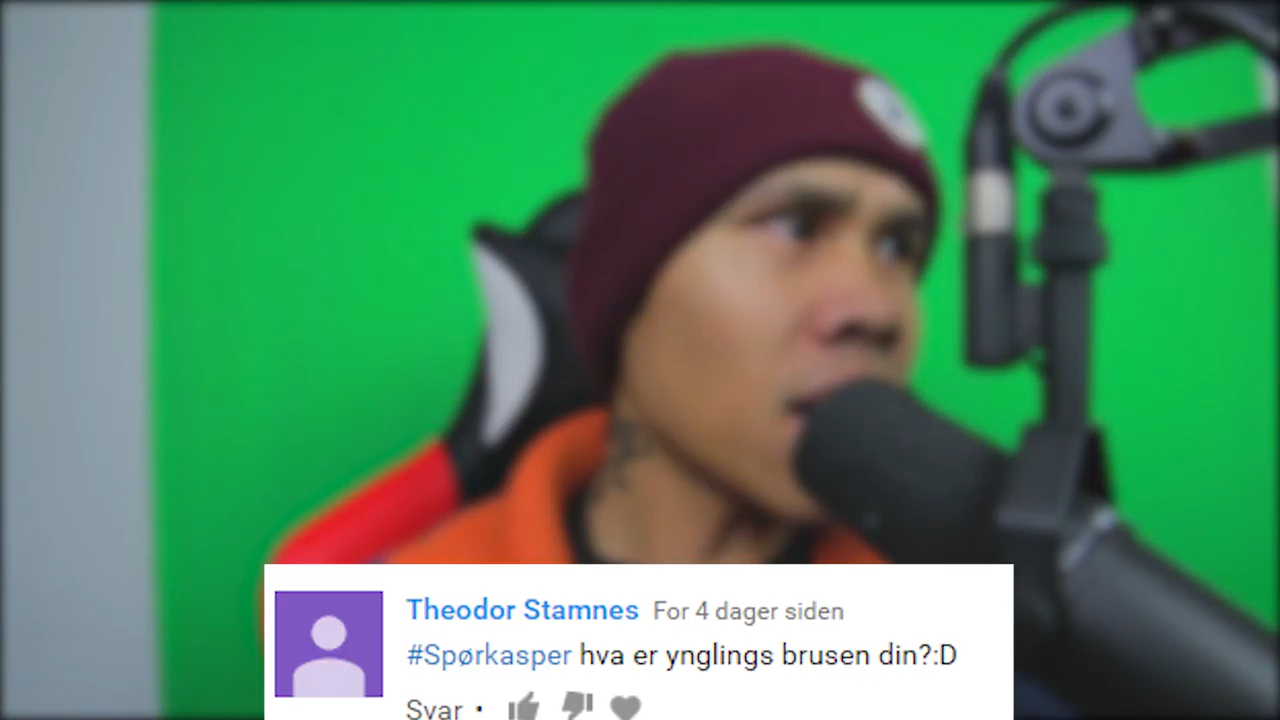 Theodor Stamnes For 4 dager siden
#Spørkasper hva er ynglings brusen din?:D
Svar •